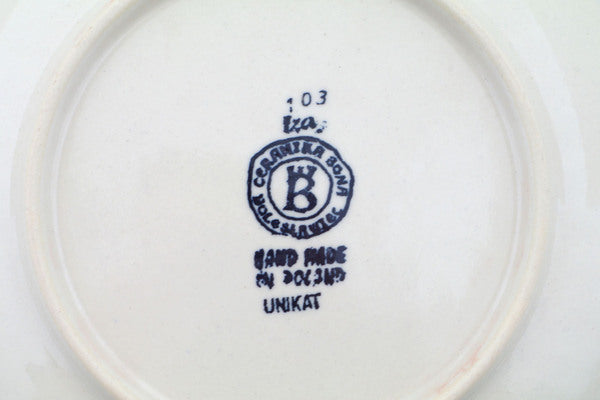 103
Iza
CERAMIKA BONA
BOLESŁAWIEC
B
HAND MADE
IN POLAND
UNIKAT